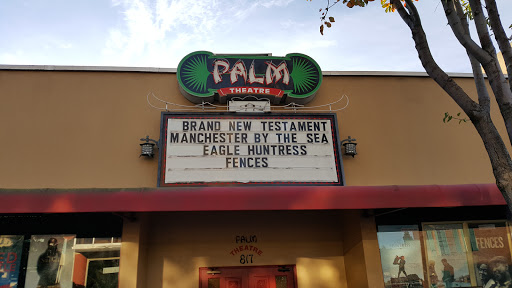 PALM
THEATRE
BRAND NEW TESTAMENT
MANCHESTER BY THE SEA
EAGLE HUNTRESS
FENCES
PALM
THEATRE
817
FENCES